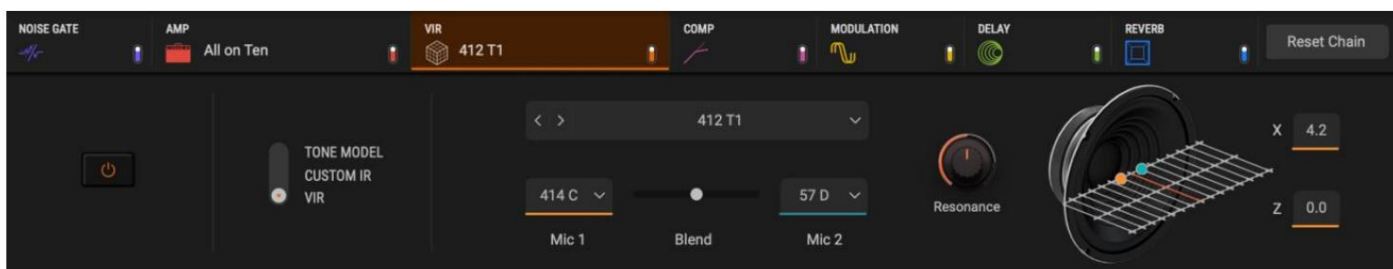 NOISE GATE
AMP
All on Ten
VIR
412 T1
COMP
MODULATION
DELAY
REVERB
Reset Chain
TONE MODEL
CUSTOM IR
VIR
< >
412 T1
414 C
57 D
Mic 1
Blend
Mic 2
Resonance
X
4.2
Z
0.0